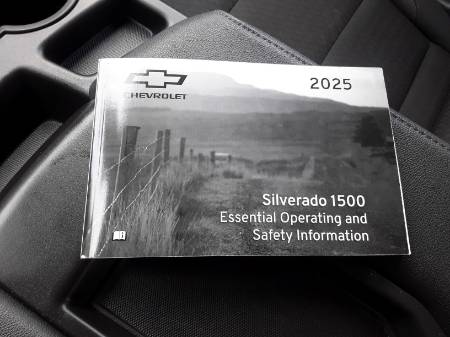 CHEVROLET
2025
Silverado 1500
Essential Operating and
Safety Information